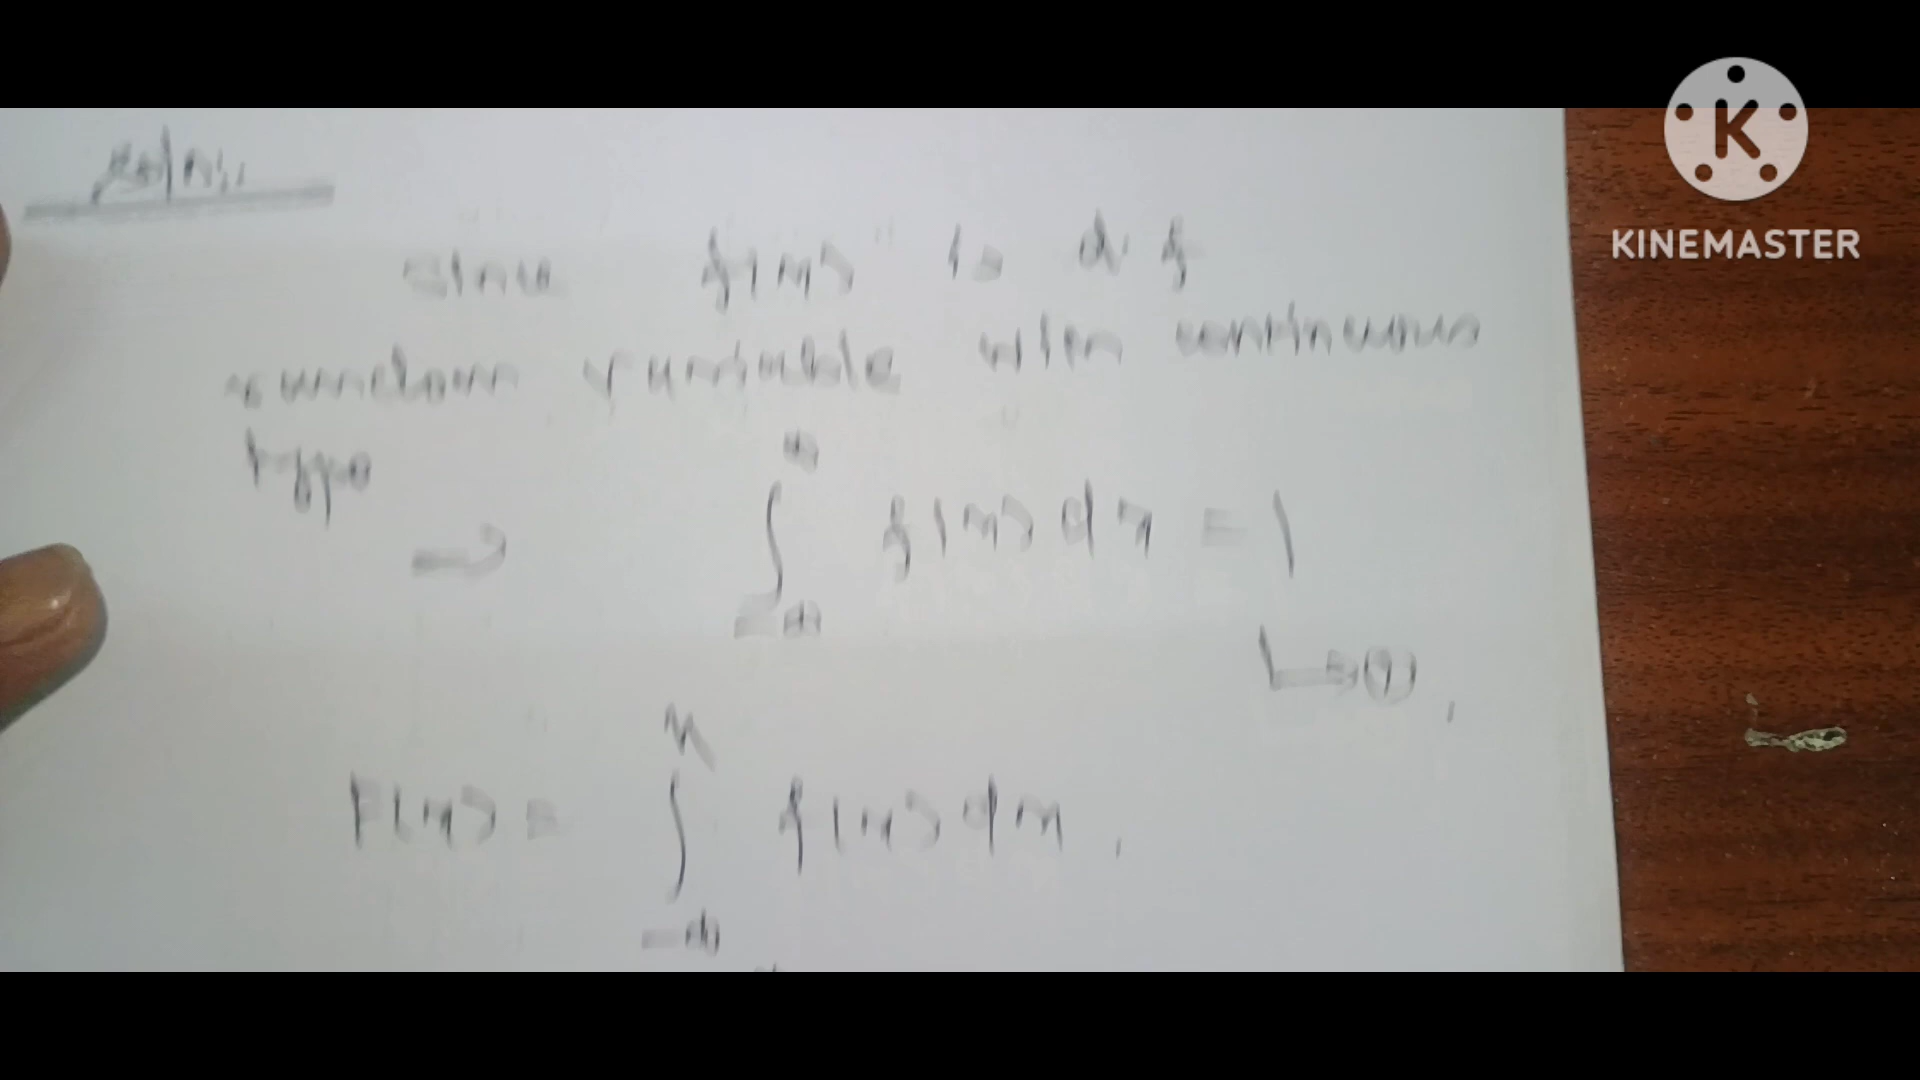 Soln:,
KINEMASTER
since f(x) is d.f
random variable with continuous
type
→ ∫_{-∞}^{∞} f(x) dx = 1
↳ ①
F(x) = ∫_{-∞}^{x} f(x) dx,